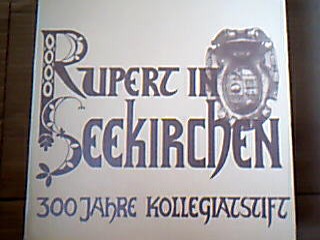 RUPERT IN
SEEKIRCHEN
300 JAHRE KOLLEGIATSTIFT